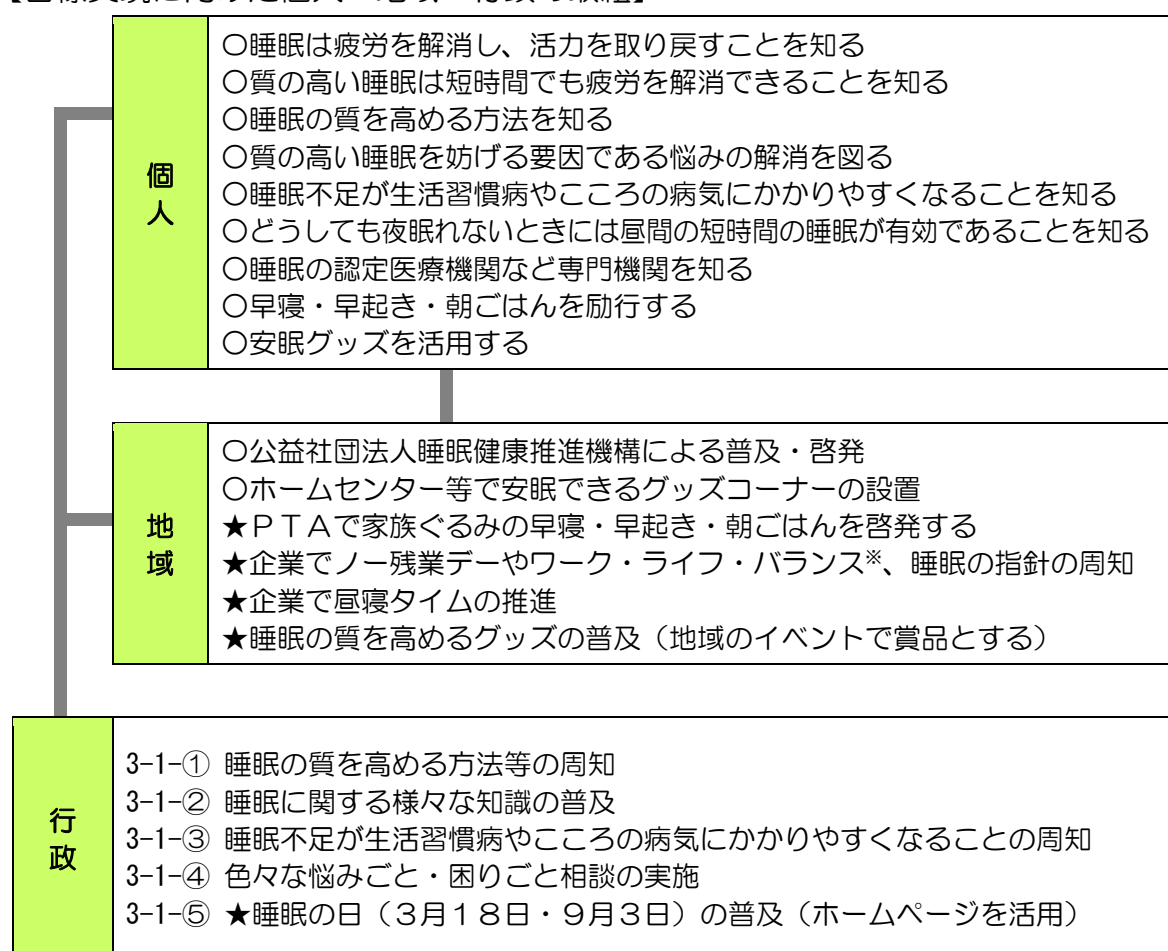 個人
〇睡眠は疲労を解消し、活力を取り戻すことを知る
〇質の高い睡眠は短時間でも疲労を解消できることを知る
〇睡眠の質を高める方法を知る
〇質の高い睡眠を妨げる要因である悩みの解消を図る
〇睡眠不足が生活習慣病やこころの病気にかかりやすくなることを知る
〇どうしても夜眠れないときには昼間の短時間の睡眠が有効であることを知る
〇睡眠の認定医療機関など専門機関を知る
〇早寝・早起き・朝ごはんを励行する
〇安眠グッズを活用する
地域
〇公益社団法人睡眠健康推進機構による普及・啓発
〇ホームセンター等で安眠できるグッズコーナーの設置
★ＰＴＡで家族ぐるみの早寝・早起き・朝ごはんを啓発する
★企業でノー残業デーやワーク・ライフ・バランス※、睡眠の指針の周知
★企業で昼寝タイムの推進
★睡眠の質を高めるグッズの普及（地域のイベントで賞品とする）
行政
3-1-① 睡眠の質を高める方法等の周知
3-1-② 睡眠に関する様々な知識の普及
3-1-③ 睡眠不足が生活習慣病やこころの病気にかかりやすくなることの周知
3-1-④ 色々な悩みごと・困りごと相談の実施
3-1-⑤ ★睡眠の日（３月１８日・９月３日）の普及（ホームページを活用）